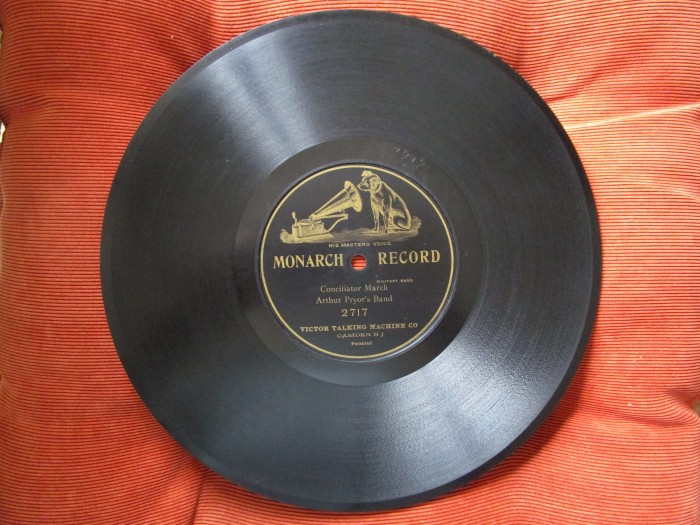 HIS MASTERS VOICE
MONARCH RECORD
MILITARY BAND
Conciliator March
Arthur Pryor's Band
2717
VICTOR TALKING MACHINE CO
CAMDEN N.J.
Patented